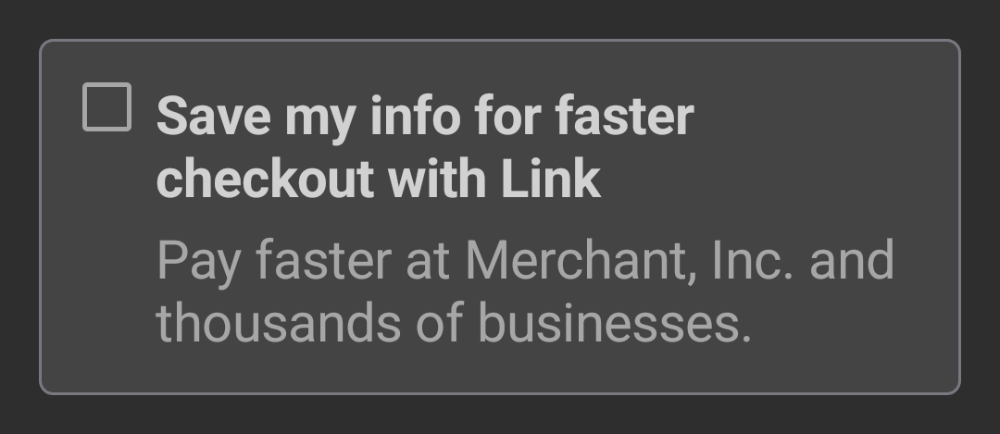 Save my info for faster
checkout with Link
Pay faster at Merchant, Inc. and
thousands of businesses.